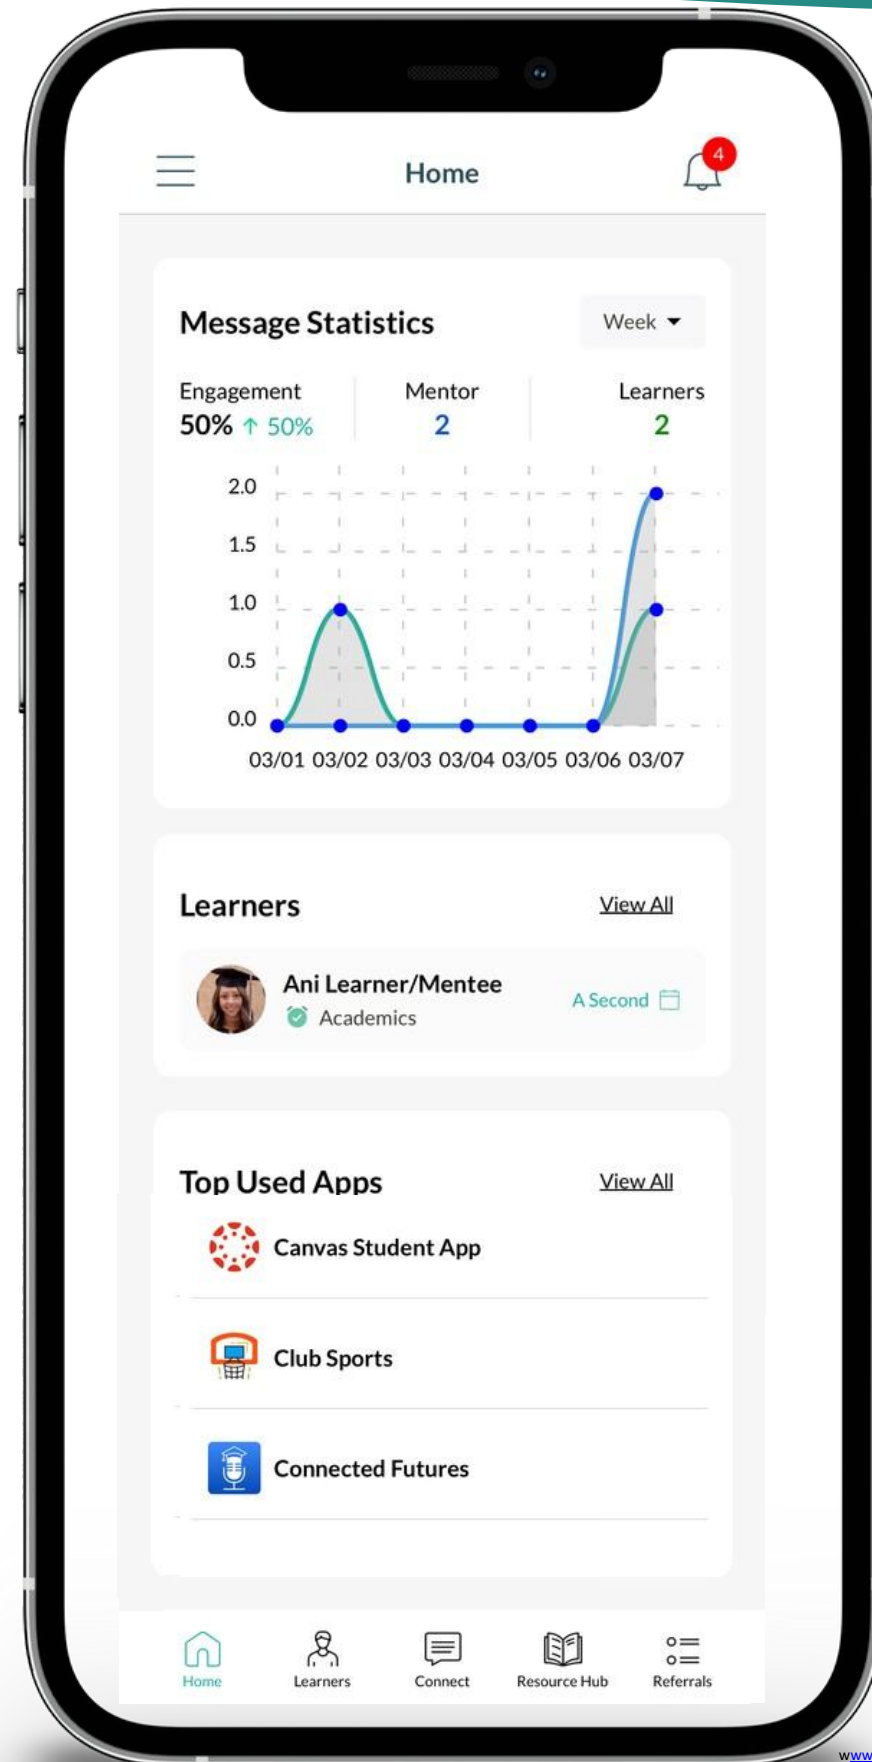 Home
4
Message Statistics
Week
Engagement
Mentor
Learners
50% ↑ 50%
2
2
2.0
1.5
1.0
0.5
0.0
03/01 03/02 03/03 03/04 03/05 03/06 03/07
Learners
View All
Ani Learner/Mentee
Academics
A Second
Top Used Apps
View All
Canvas Student App
Club Sports
Connected Futures
Home
Learners
Connect
Resource Hub
Referrals